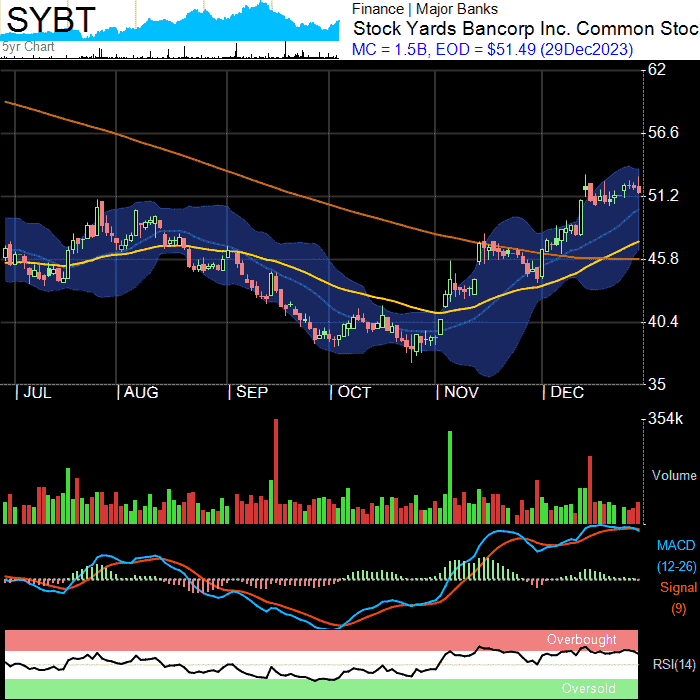 SYBT
5yr Chart
Finance | Major Banks
Stock Yards Bancorp Inc. Common Stoc
MC = 1.5B, EOD = $51.49 (29Dec2023)
62
56.6
51.2
45.8
40.4
35
| JUL | AUG | SEP | OCT | NOV | DEC
354k
Volume
MACD
(12-26)
Signal
(9)
Overbought
RSI(14)
Oversold